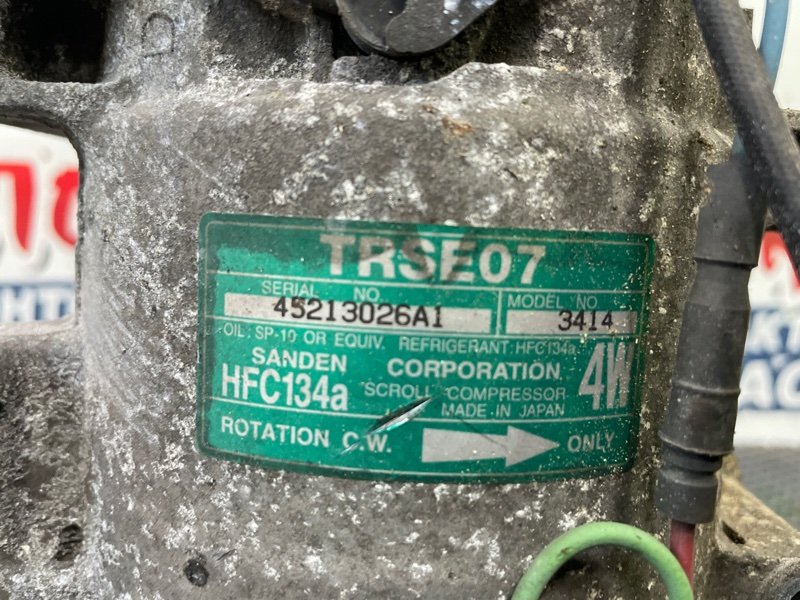 D
TRSE07
SERIAL NO. MODEL NO.
45213026A1 3414
OIL: SP-10 OR EQUIV. REFRIGERANT: HFC134a
SANDEN CORPORATION 4W
HFC134a SCROLL COMPRESSOR
MADE IN JAPAN
ROTATION C.W. ONLY